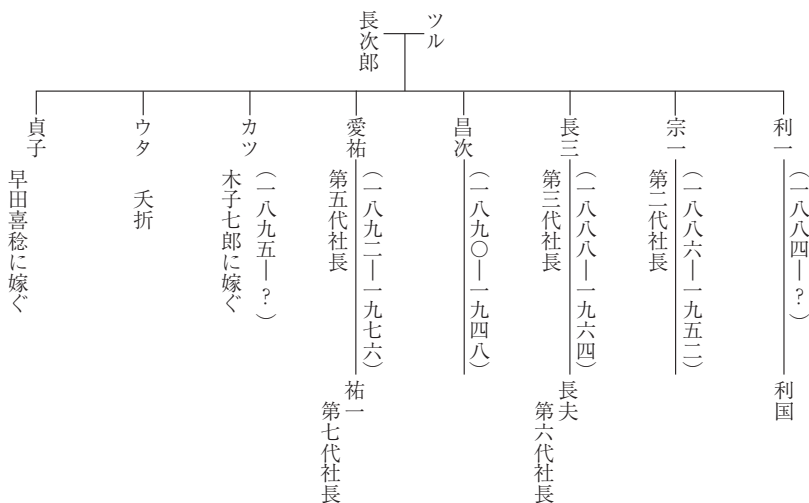 ツル
長次郎
利一
（一八八四―？）
利国
宗一
（一八八六―一九五二）
第二代社長
長三
（一八八八―一九六四）
第三代社長
長夫
第六代社長
昌次
（一八九〇―一九四八）
愛祐
（一八九二―一九七六）
第五代社長
祐一
第七代社長
カツ
（一八九五―？）
木子七郎に嫁ぐ
ウタ　夭折
貞子
早田喜稔に嫁ぐ